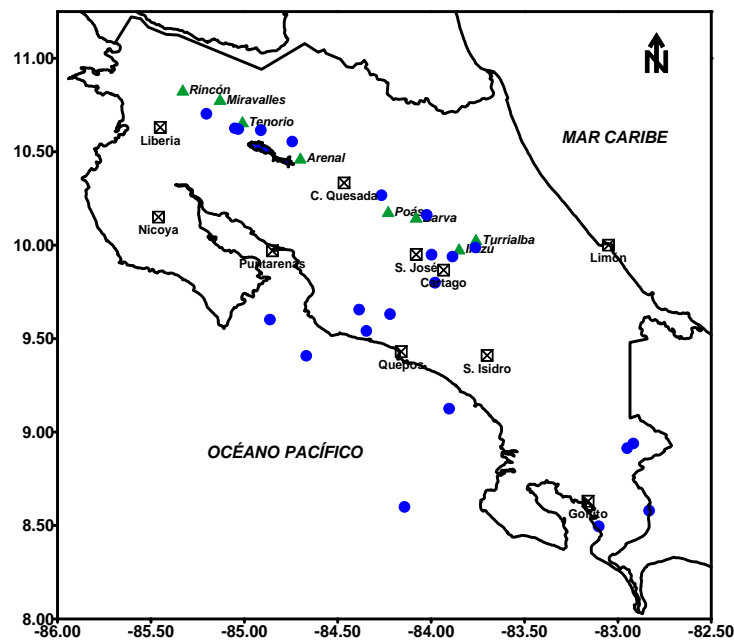 11.00
N
Rincón
Miravalles
Tenorio
Liberia
MAR CARIBE
10.50
Arenal
C. Quesada
Poás
Barva
Nicoya
Turrialba
Irazú
10.00
S. José
Limón
Puntarenas
Cartago
9.50
Quepos
S. Isidro
9.00
OCÉANO PACÍFICO
8.50
Golfito
8.00
-86.00 -85.50 -85.00 -84.50 -84.00 -83.50 -83.00 -82.50